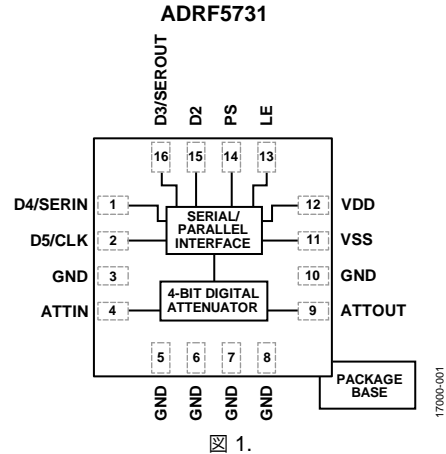 ADRF5731
D3/SEROUT
D2
PS
LE
16
15
14
13
D4/SERIN
1
SERIAL/
PARALLEL
INTERFACE
12
VDD
D5/CLK
2
11
VSS
GND
3
10
GND
ATTIN
4
4-BIT DIGITAL
ATTENUATOR
9
ATTOUT
5
6
7
8
GND
GND
GND
GND
PACKAGE
BASE
17000-001
図 1.